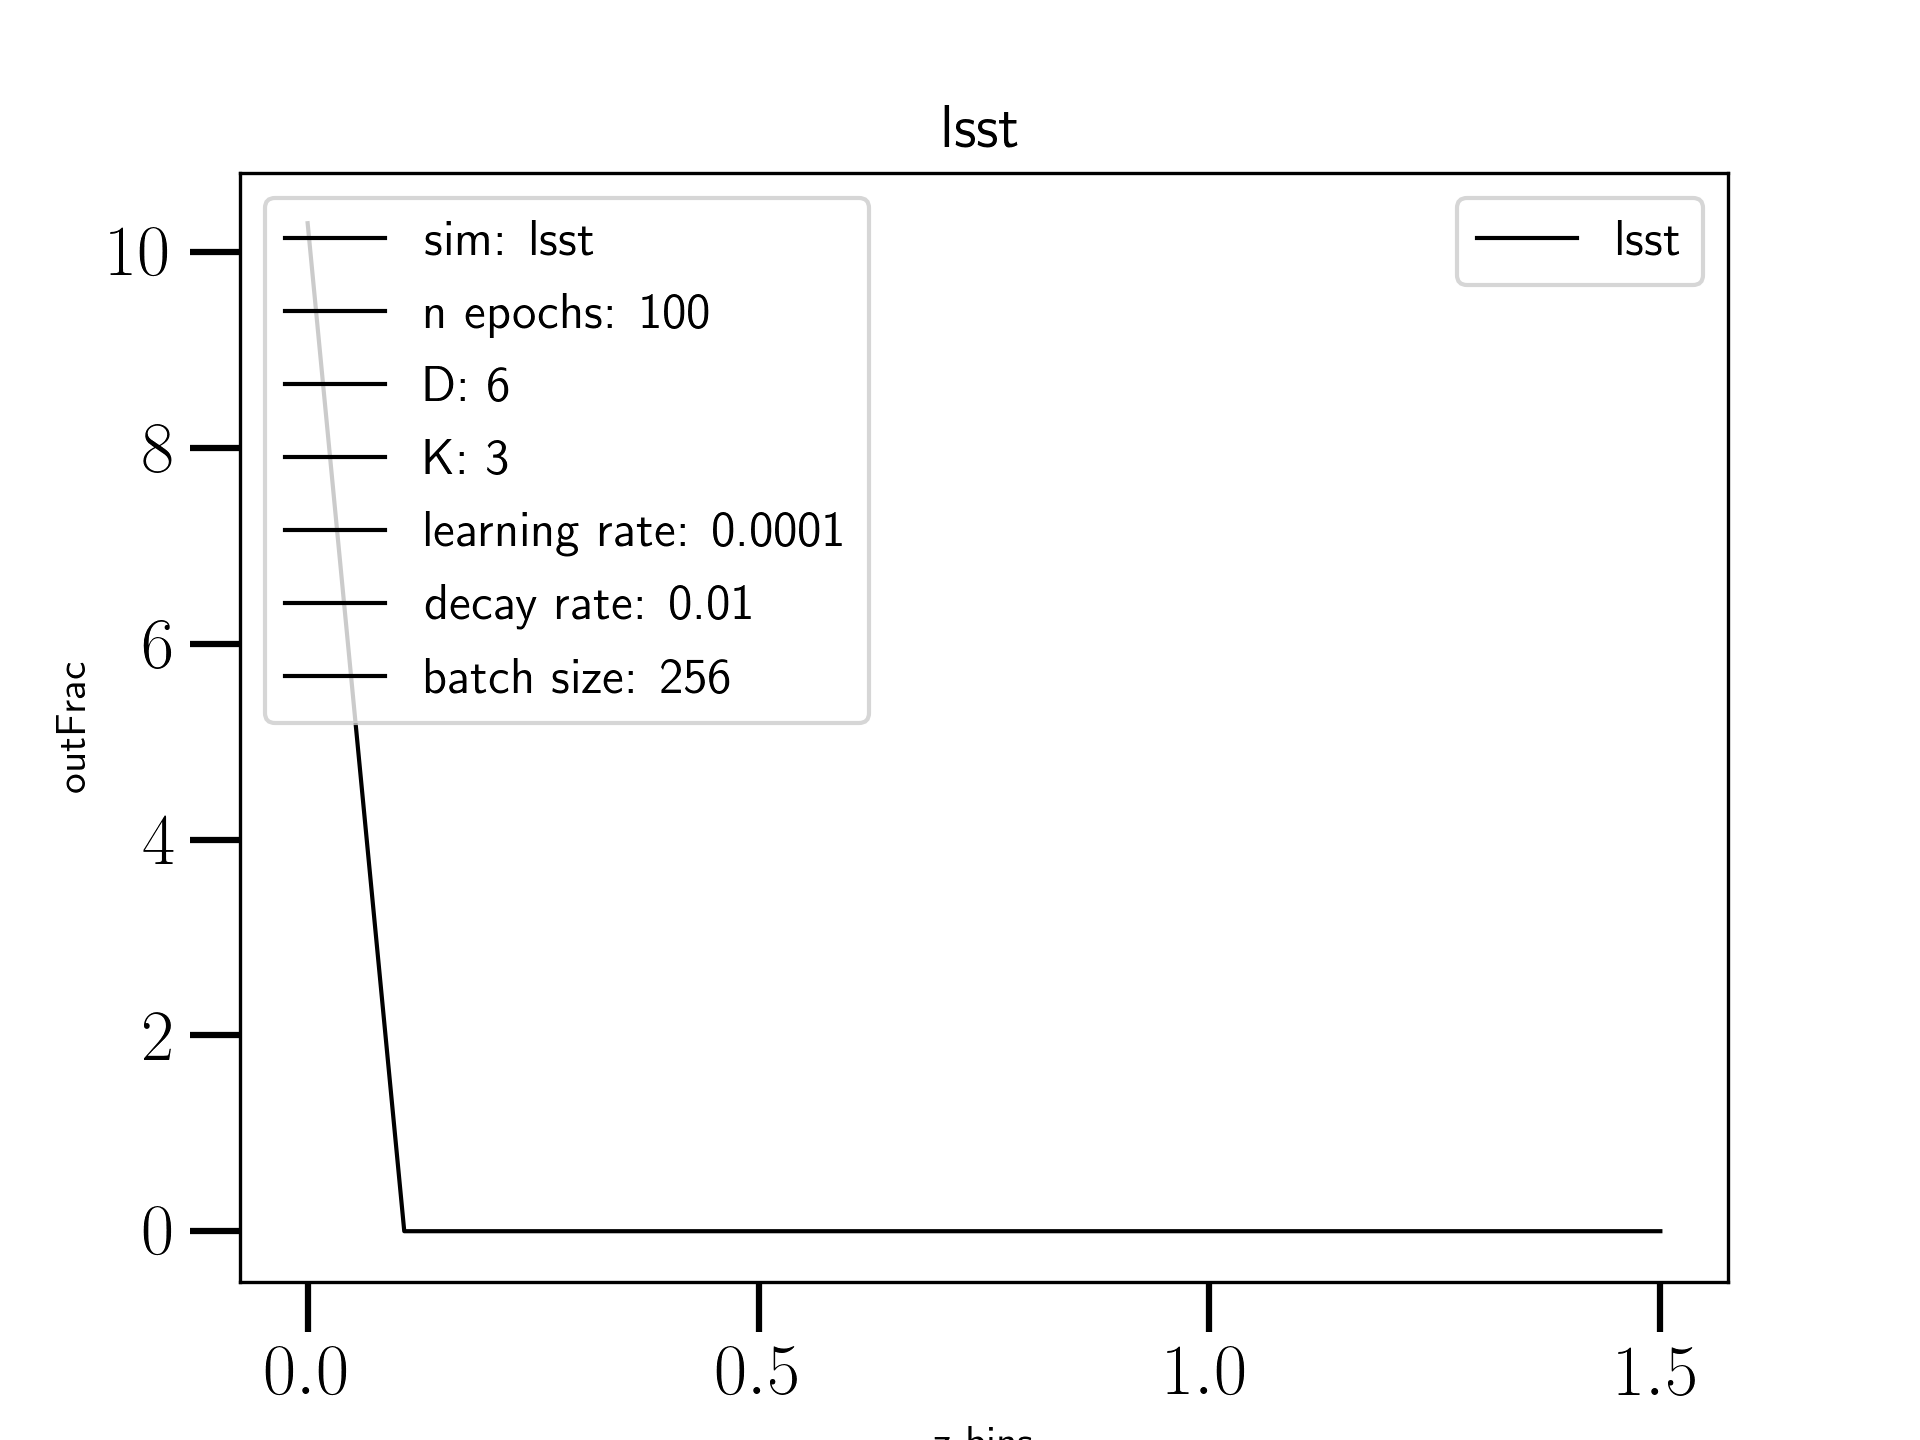 lsst
sim: lsst
n epochs: 100
D: 6
K: 3
learning rate: 0.0001
decay rate: 0.01
batch size: 256
lsst
outFrac
10
8
6
4
2
0
0.0 0.5 1.0 1.5
z bins